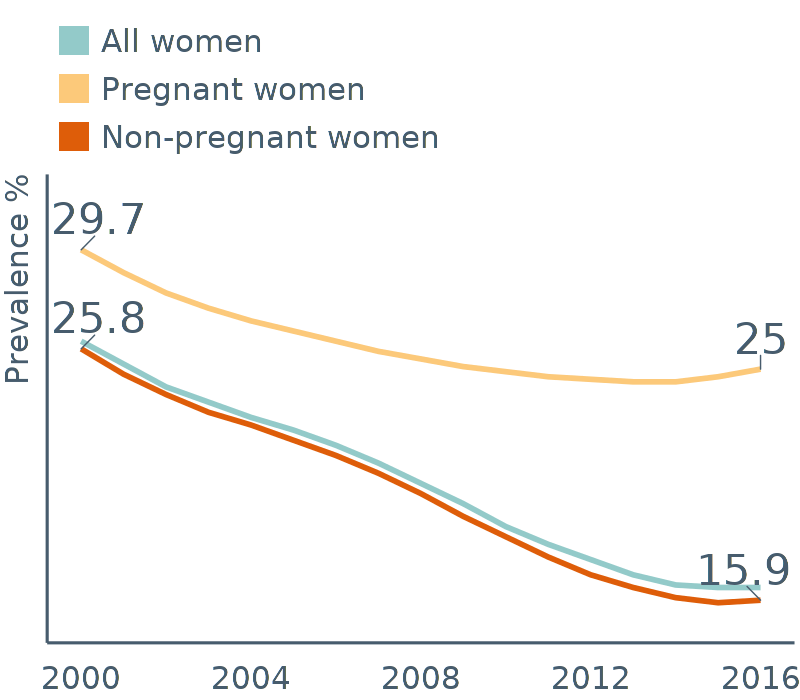 All women
Pregnant women
Non-pregnant women
Prevalence %
29.7
25.8
25
15.9
2000 2004 2008 2012 2016